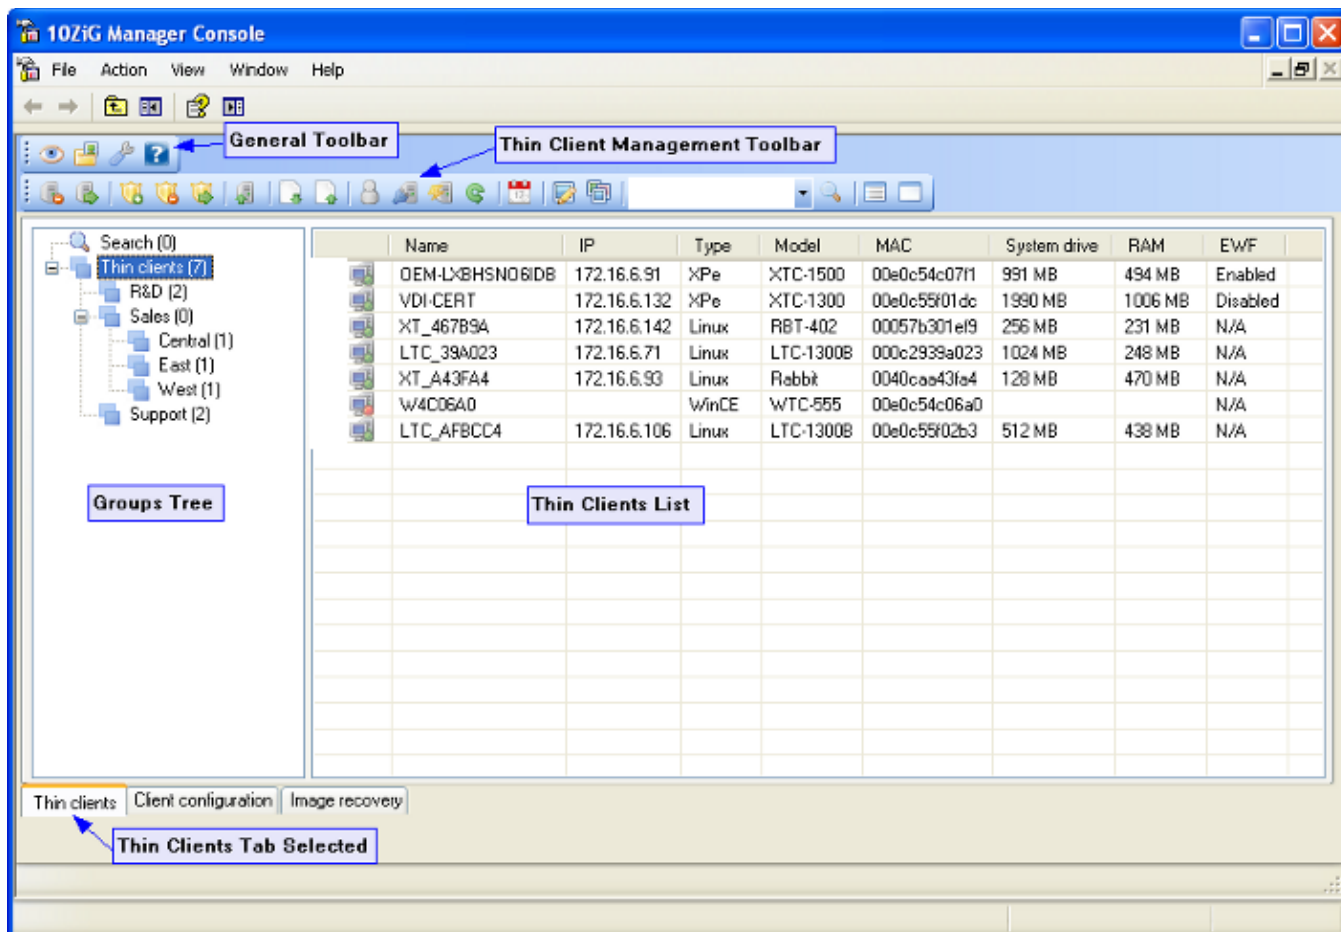 10ZiG Manager Console
File Action View Window Help
General Toolbar
Thin Client Management Toolbar
Search (0)
Thin clients (7)
R&D (2)
Sales (0)
Central (1)
East (1)
West (1)
Support (2)
Groups Tree
Name IP Type Model MAC System drive RAM EWF
OEM-LXBHSNO6IDB 172.16.6.91 XPe XTC-1500 00e0c54c07f1 991 MB 494 MB Enabled
VDI-CERT 172.16.6.132 XPe XTC-1300 00e0c55f01dc 1990 MB 1006 MB Disabled
XT_467B9A 172.16.6.142 Linux RBT-402 00057b301ef9 256 MB 231 MB N/A
LTC_39A023 172.16.6.71 Linux LTC-1300B 000c2939a023 1024 MB 248 MB N/A
XT_A43FA4 172.16.6.93 Linux Rabbit 0040caa43fa4 128 MB 470 MB N/A
W4C06A0 WinCE WTC-555 00e0c54c06a0 N/A
LTC_AFBCC4 172.16.6.106 Linux LTC-1300B 00e0c55f02b3 512 MB 438 MB N/A
Thin Clients List
Thin clients Client configuration Image recovery
Thin Clients Tab Selected